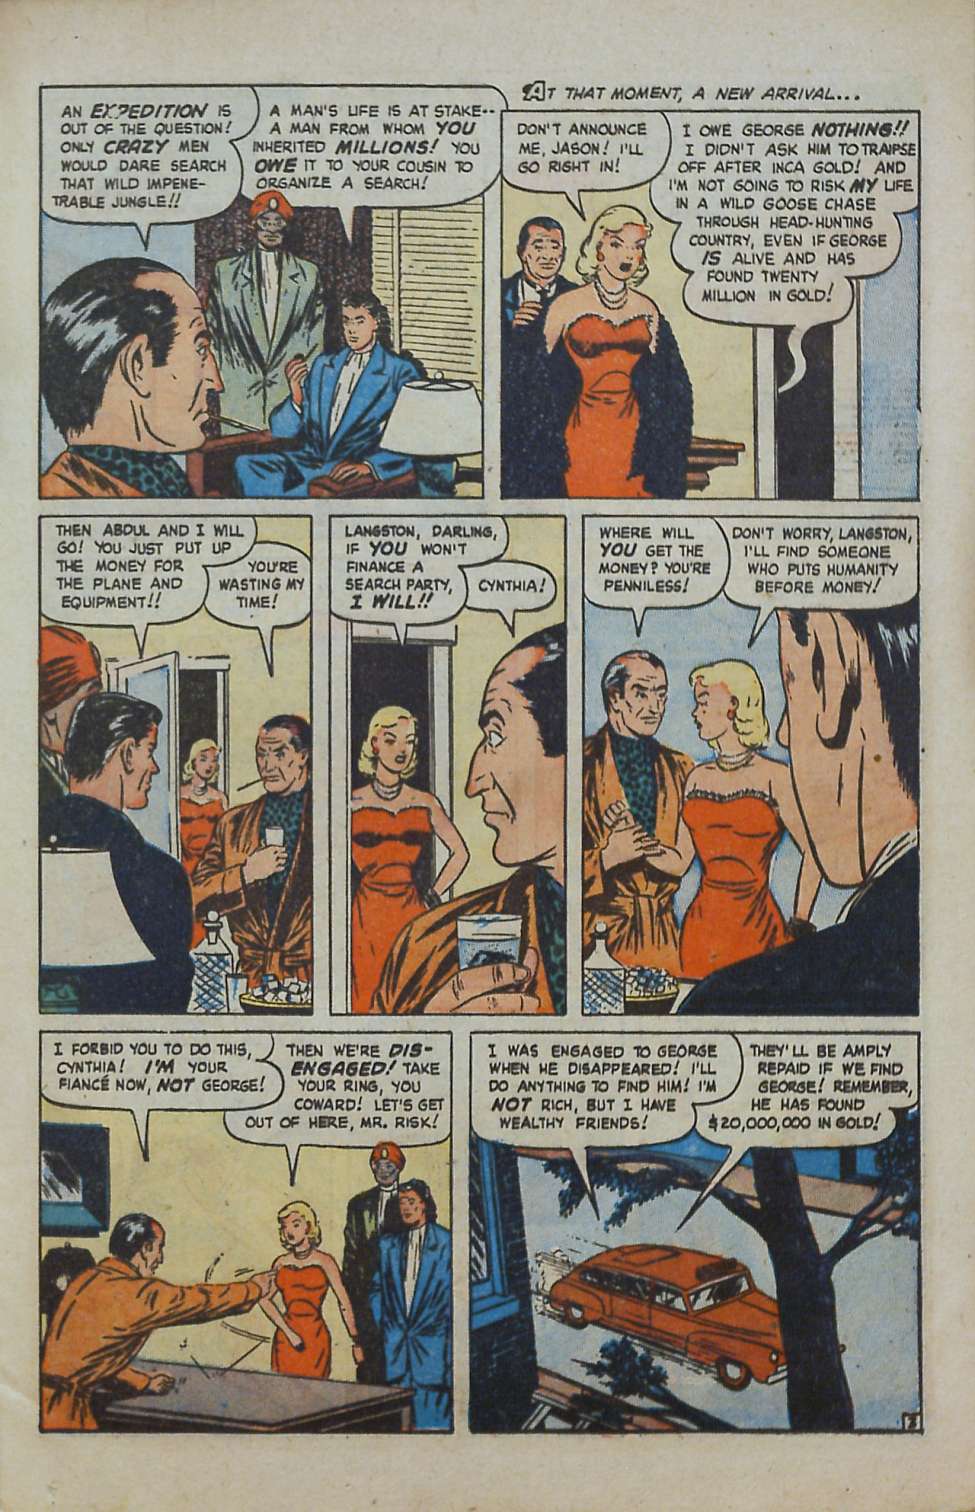 AN EXPEDITION IS
OUT OF THE QUESTION!
ONLY CRAZY MEN
WOULD DARE SEARCH
THAT WILD IMPENE-
TRABLE JUNGLE!!
A MAN'S LIFE IS AT STAKE--
A MAN FROM WHOM YOU
INHERITED MILLIONS! YOU
OWE IT TO YOUR COUSIN TO
ORGANIZE A SEARCH!
AT THAT MOMENT, A NEW ARRIVAL...
DON'T ANNOUNCE
ME, JASON! I'LL
GO RIGHT IN!
I OWE GEORGE NOTHING!!
I DIDN'T ASK HIM TO TRAIPSE
OFF AFTER INCA GOLD! AND
I'M NOT GOING TO RISK MY LIFE
IN A WILD GOOSE CHASE
THROUGH HEAD-HUNTING
COUNTRY, EVEN IF GEORGE
IS ALIVE AND HAS
FOUND TWENTY
MILLION IN GOLD!
THEN ABDUL AND I WILL
GO! YOU JUST PUT UP
THE MONEY FOR
THE PLANE AND
EQUIPMENT!!
YOU'RE
WASTING MY
TIME!
LANGSTON, DARLING,
IF YOU WON'T
FINANCE A
SEARCH PARTY,
I WILL!!
CYNTHIA!
WHERE WILL
YOU GET THE
MONEY? YOU'RE
PENNILESS!
DON'T WORRY, LANGSTON,
I'LL FIND SOMEONE
WHO PUTS HUMANITY
BEFORE MONEY!
I FORBID YOU TO DO THIS,
CYNTHIA! I'M YOUR
FIANCÉ NOW, NOT GEORGE!
THEN WE'RE DIS-
ENGAGED! TAKE
YOUR RING, YOU
COWARD! LET'S GET
OUT OF HERE, MR. RISK!
I WAS ENGAGED TO GEORGE
WHEN HE DISAPPEARED! I'LL
DO ANYTHING TO FIND HIM! I'M
NOT RICH, BUT I HAVE
WEALTHY FRIENDS!
THEY'LL BE AMPLY
REPAID IF WE FIND
GEORGE! REMEMBER,
HE HAS FOUND
$20,000,000 IN GOLD!
2